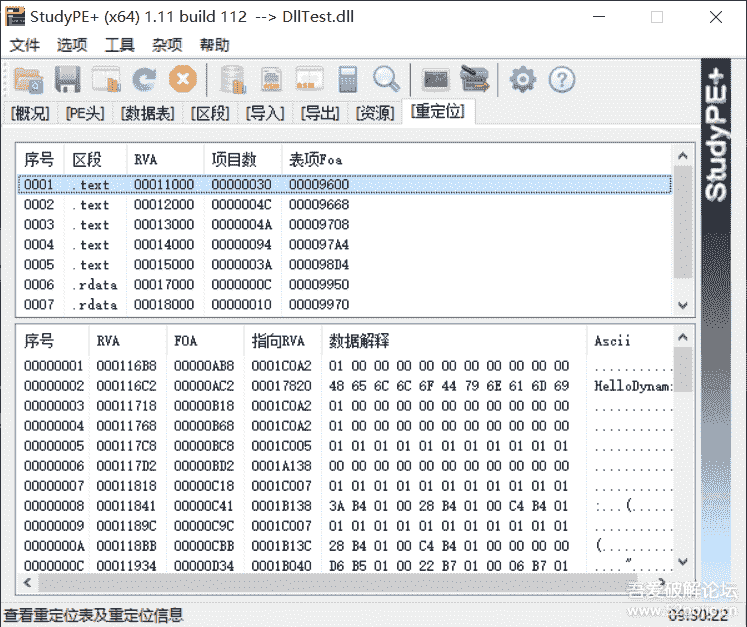 StudyPE+ (x64) 1.11 build 112 --> DllTest.dll
文件 选项 工具 杂项 帮助
[概况] [PE头] [数据表] [区段] [导入] [导出] [资源] [重定位]
StudyPE+
序号 区段 RVA 项目数 表项Foa
0001 .text 00011000 00000030 00009600
0002 .text 00012000 0000004C 00009668
0003 .text 00013000 0000004A 00009708
0004 .text 00014000 00000094 000097A4
0005 .text 00015000 0000003A 000098D4
0006 .rdata 00017000 0000000C 00009950
0007 .rdata 00018000 00000010 00009970
序号 RVA FOA 指向RVA 数据解释 Ascii
00000001 000116B8 00000AB8 0001C0A2 01 00 00 00 00 00 00 00 00 00 00 ...........
00000002 000116C2 00000AC2 00017820 48 65 6C 6C 6F 44 79 6E 61 6D 69 HelloDynam
00000003 00011718 00000B18 0001C0A2 01 00 00 00 00 00 00 00 00 00 00 ...........
00000004 00011768 00000B68 0001C0A2 01 00 00 00 00 00 00 00 00 00 00 ...........
00000005 000117C8 00000BC8 0001C005 01 01 01 01 01 01 01 01 01 01 01 ...........
00000006 000117D2 00000BD2 0001A138 00 00 00 00 00 00 00 00 00 00 00 ...........
00000007 00011818 00000C18 0001C007 01 01 01 01 01 01 01 01 01 01 01 ...........
00000008 00011841 00000C41 0001B138 3A B4 01 00 28 B4 01 00 C4 B4 01 :...(......
00000009 0001189C 00000C9C 0001C007 01 01 01 01 01 01 01 01 01 01 01 ...........
0000000A 000118BB 00000CBB 0001B13C 28 B4 01 00 C4 B4 01 00 00 00 00 (..........
0000000C 00011934 00000D34 0001B040 D6 B5 01 00 22 B7 01 00 06 B7 01 ...."......
查看重定位表及重定位信息
09:30:22
吾爱破解论坛
www.52pojie.cn